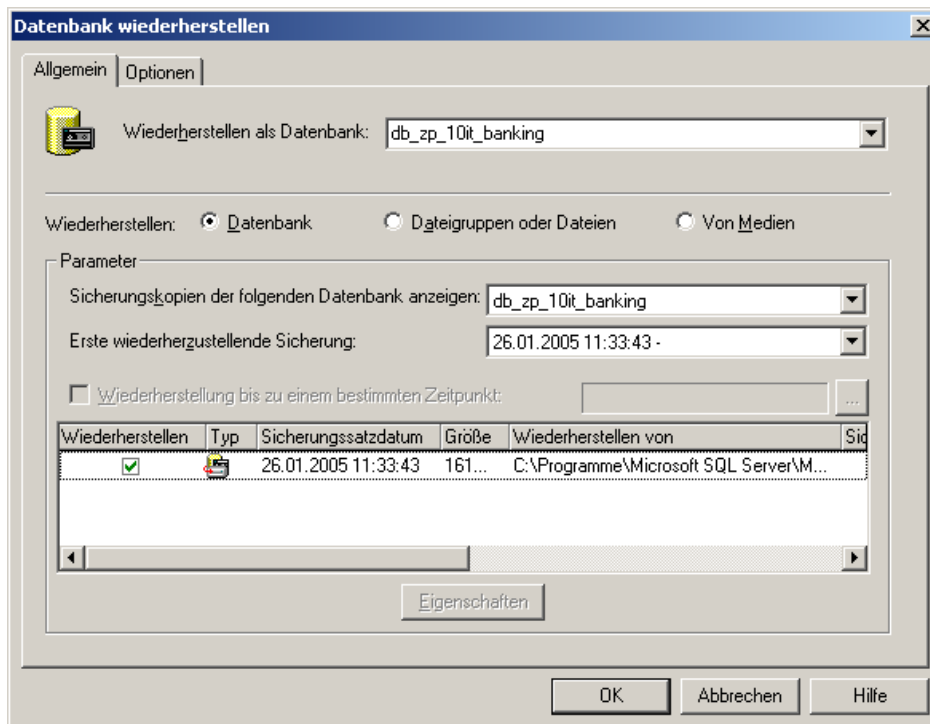 Datenbank wiederherstellen
Allgemein Optionen
Wiederherstellen als Datenbank: db_zp_10it_banking
Wiederherstellen: Datenbank Dateigruppen oder Dateien Von Medien
Parameter
Sicherungskopien der folgenden Datenbank anzeigen: db_zp_10it_banking
Erste wiederherzustellende Sicherung: 26.01.2005 11:33:43 -
Wiederherstellung bis zu einem bestimmten Zeitpunkt: ...
Wiederherstellen Typ Sicherungssatzdatum Größe Wiederherstellen von Sic
26.01.2005 11:33:43 161... C:\Programme\Microsoft SQL Server\M...
Eigenschaften
OK Abbrechen Hilfe